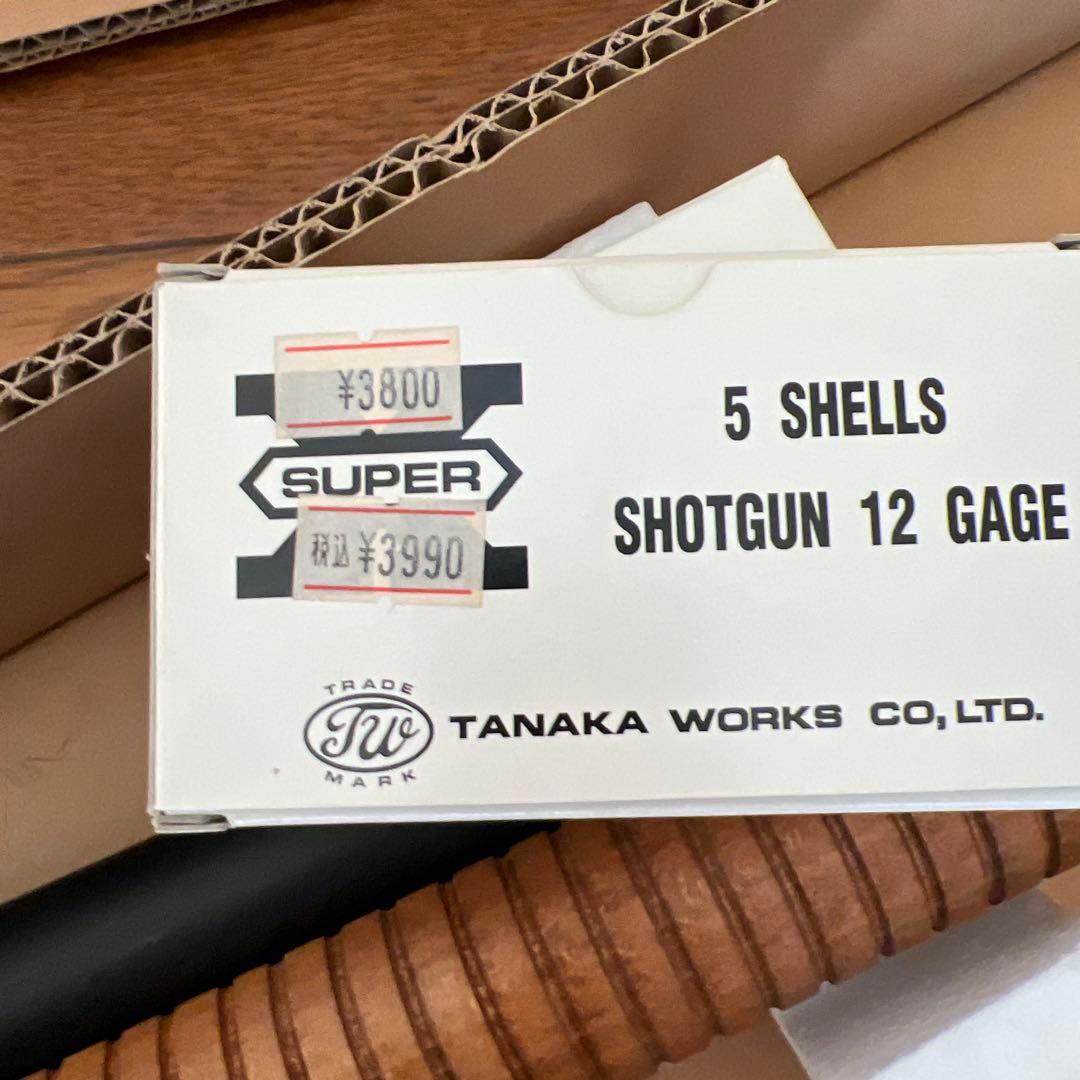 ¥3800
SUPER
税込¥3990
5 SHELLS
SHOTGUN 12 GAGE
TRADE
TW
MARK
TANAKA WORKS CO,LTD.